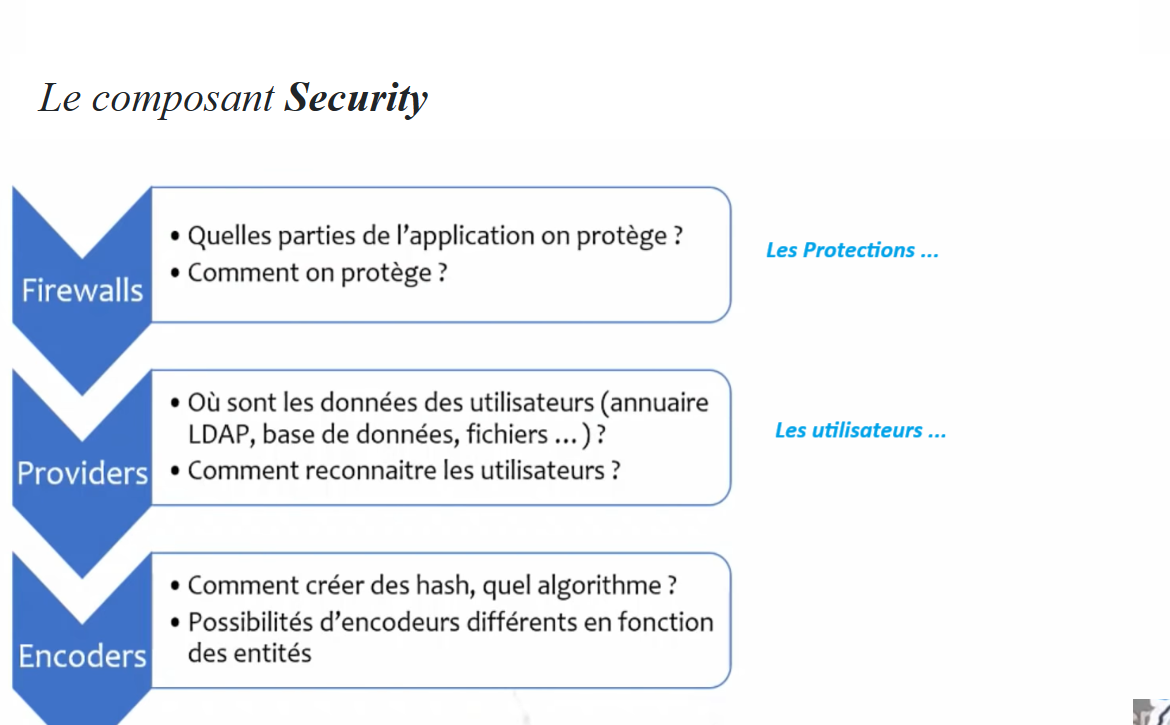 Le composant Security
• Quelles parties de l’application on protège ?
• Comment on protège ?
Firewalls
Les Protections ...
• Où sont les données des utilisateurs (annuaire
LDAP, base de données, fichiers ... ) ?
• Comment reconnaitre les utilisateurs ?
Providers
Les utilisateurs ...
• Comment créer des hash, quel algorithme ?
• Possibilités d’encodeurs différents en fonction
des entités
Encoders